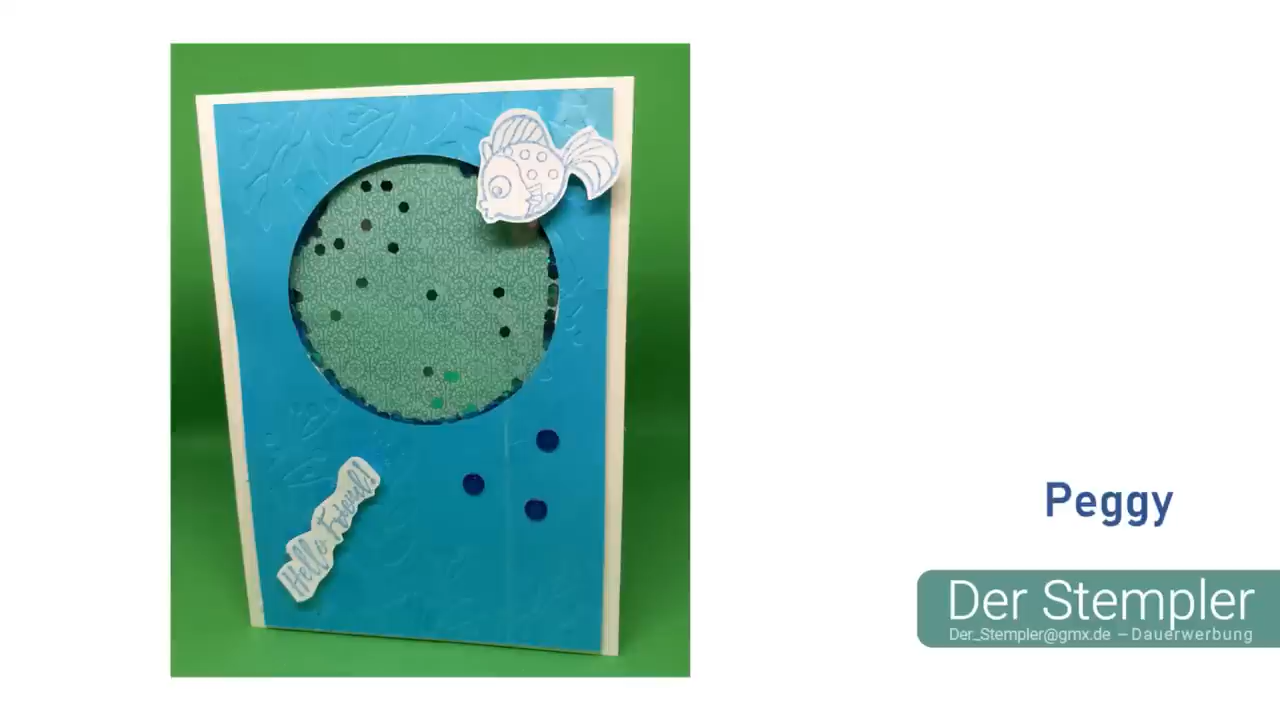 Hello Friend!
Peggy
Der Stempler
Der_Stempler@gmx.de – Dauerwerbung